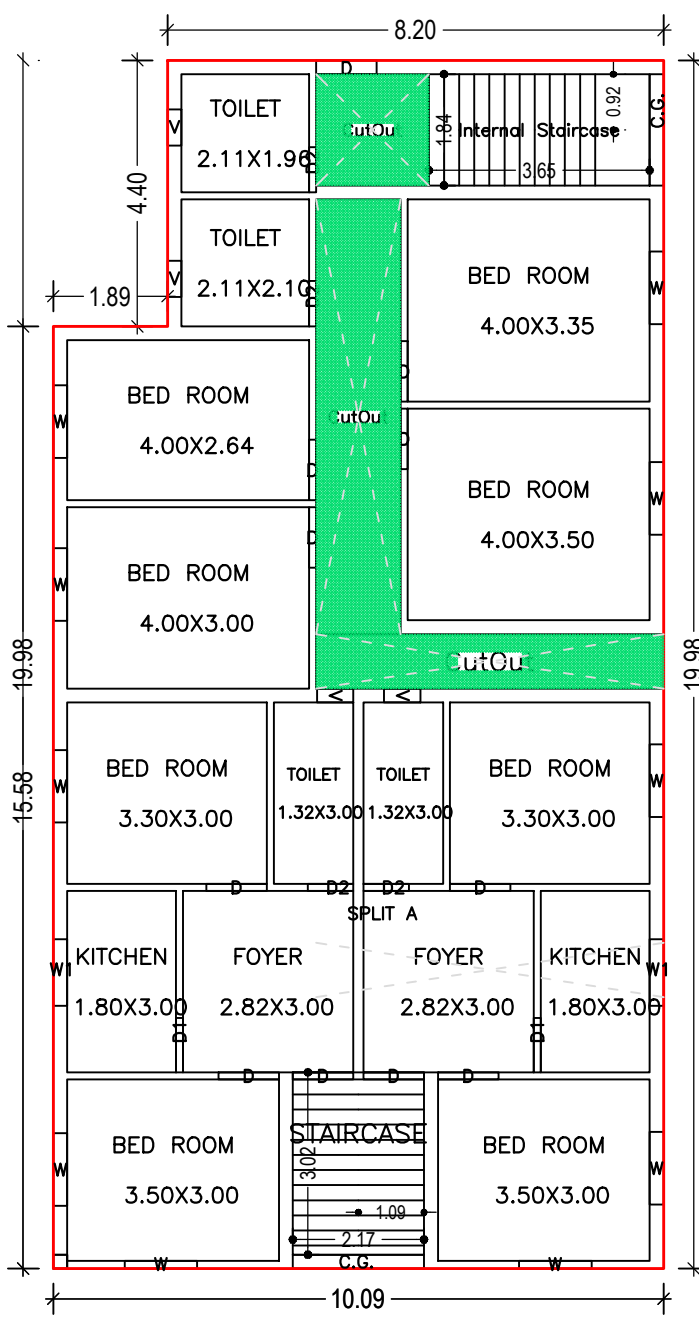 8.20
D
TOILET
2.11X1.96
D2
V
CutOu
1.84
Internal Staircase
3.65
0.92
C.G.
4.40
TOILET
2.11X2.10
D2
V
1.89
BED ROOM
4.00X3.35
W
D
BED ROOM
4.00X2.64
W
D
CutOut
D
BED ROOM
4.00X3.50
W
BED ROOM
4.00X3.00
W
D
CutOut
19.98
19.98
15.58
V
V
BED ROOM
3.30X3.00
W
TOILET
1.32X3.00
TOILET
1.32X3.00
BED ROOM
3.30X3.00
W
D
D2
D2
D
SPLIT A
KITCHEN
1.80X3.00
W1
D1
FOYER
2.82X3.00
FOYER
2.82X3.00
KITCHEN
1.80X3.00
W1
D1
D
D
D
D
BED ROOM
3.50X3.00
W
STAIRCASE
3.02
1.09
2.17
C.G.
BED ROOM
3.50X3.00
W
W
W
10.09